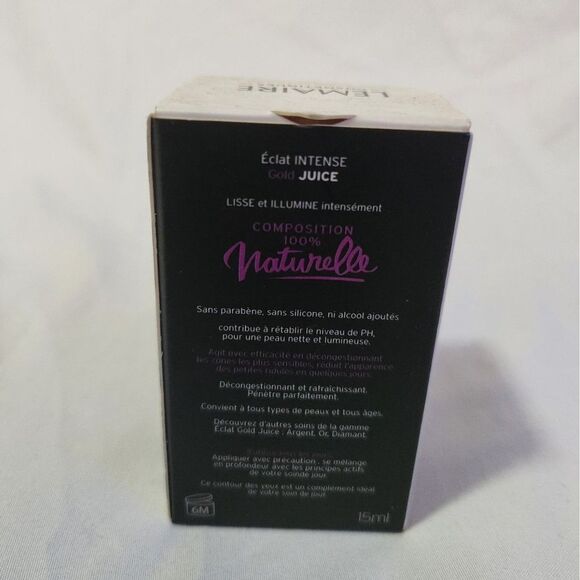 LEMAIRE
Éclat INTENSE
Gold JUICE
LISSE et ILLUMINE intensément
COMPOSITION
100%
Naturelle
Sans parabène, sans silicone, ni alcool ajoutés
contribue à rétablir le niveau de PH,
pour une peau nette et lumineuse.
Agit avec efficacité en décongestionnant
les zones les plus sensibles, réduit l'apparence
des petites ridules en quelques jours.
Décongestionnant et rafraîchissant.
Pénètre parfaitement.
Convient à tous types de peaux et tous âges.
Découvrez d'autres soins de la gamme
Éclat Gold Juice : Argent, Or, Diamant.
Appliquer avec précaution : se mélange
en profondeur avec les principes actifs
de votre soin de jour
Ce contour des yeux est un complément idéal
de votre soin de jour
6M
15ml